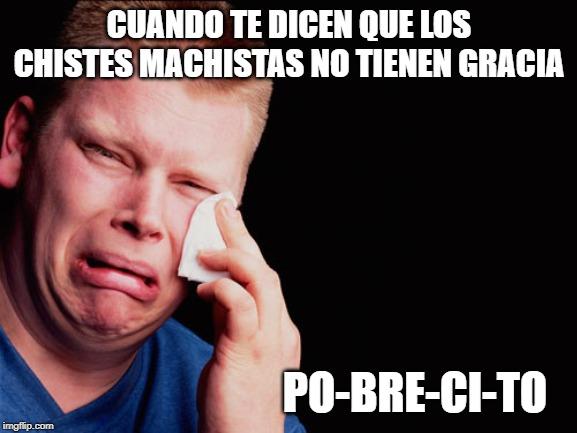 CUANDO TE DICEN QUE LOS
CHISTES MACHISTAS NO TIENEN GRACIA
PO-BRE-CI-TO
imgflip.com